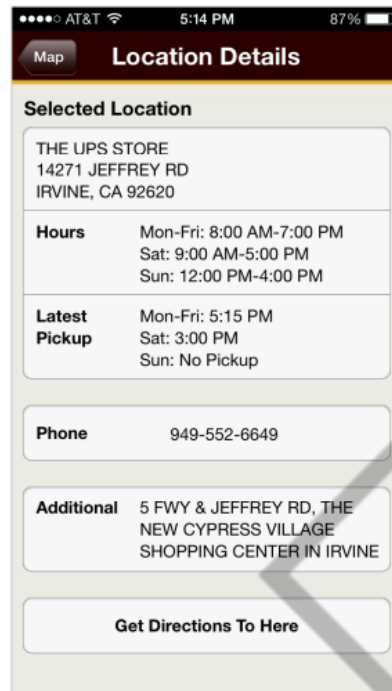 AT&T 5:14 PM 87%
Map Location Details
Selected Location
THE UPS STORE
14271 JEFFREY RD
IRVINE, CA 92620
Hours Mon-Fri: 8:00 AM-7:00 PM
Sat: 9:00 AM-5:00 PM
Sun: 12:00 PM-4:00 PM
Latest Mon-Fri: 5:15 PM
Pickup Sat: 3:00 PM
Sun: No Pickup
Phone 949-552-6649
Additional 5 FWY & JEFFREY RD, THE
NEW CYPRESS VILLAGE
SHOPPING CENTER IN IRVINE
Get Directions To Here